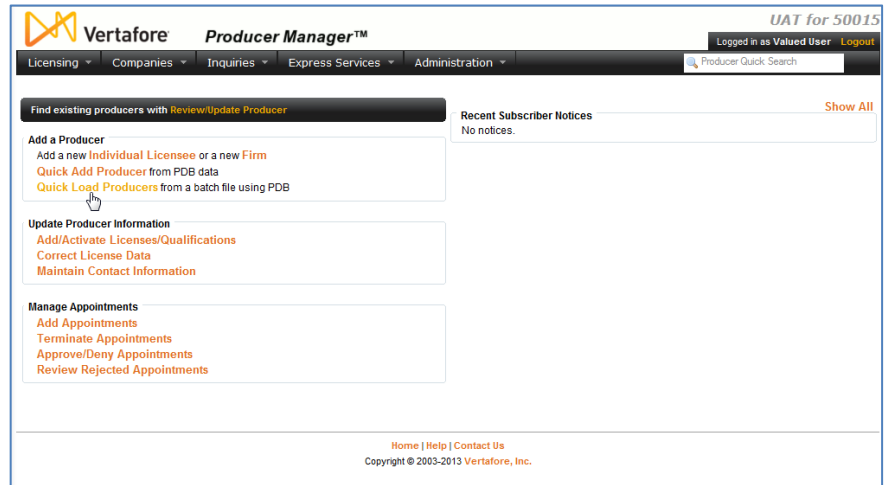 UAT for 50015
Vertafore Producer Manager™
Logged in as Valued User Logout
Licensing Companies Inquiries Express Services Administration Producer Quick Search
Find existing producers with Review/Update Producer
Add a Producer
Add a new Individual Licensee or a new Firm
Quick Add Producer from PDB data
Quick Load Producers from a batch file using PDB
Update Producer Information
Add/Activate Licenses/Qualifications
Correct License Data
Maintain Contact Information
Manage Appointments
Add Appointments
Terminate Appointments
Approve/Deny Appointments
Review Rejected Appointments
Show All
Recent Subscriber Notices
No notices.
Home | Help | Contact Us
Copyright © 2003-2013 Vertafore, Inc.